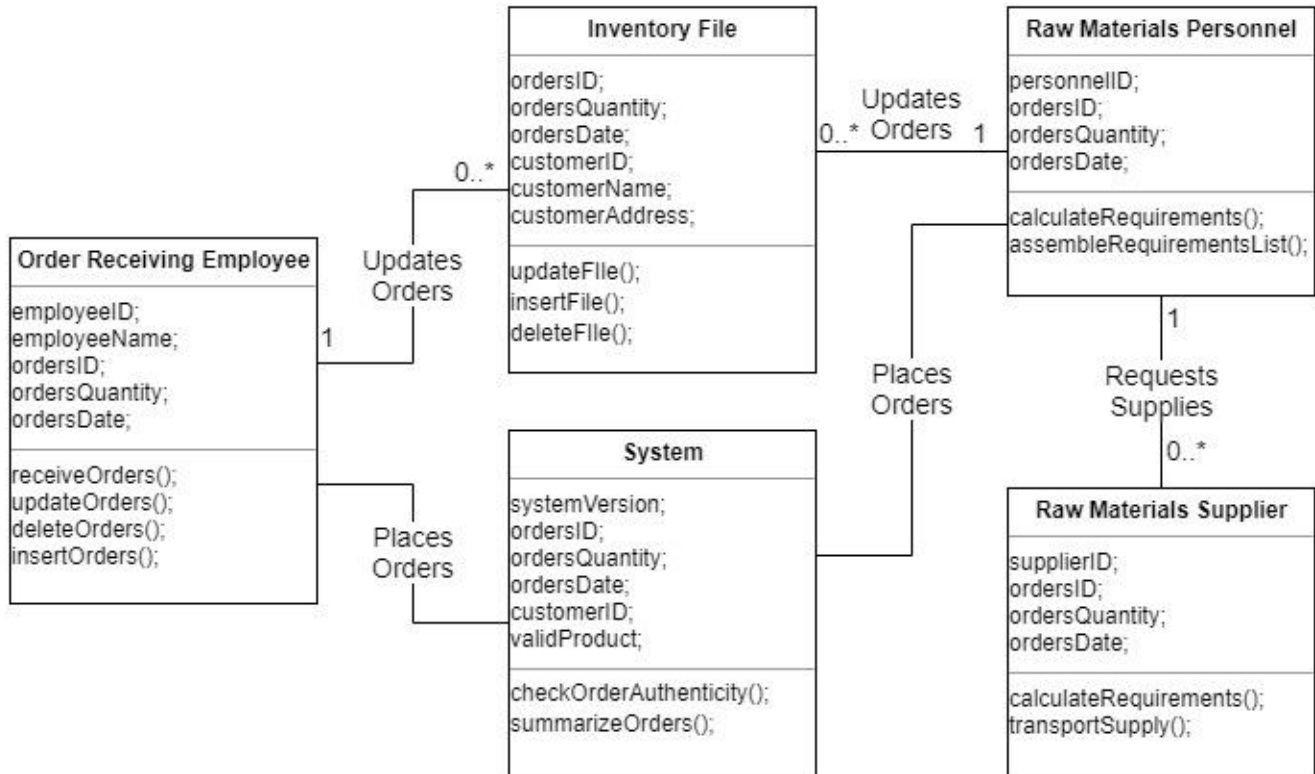 Inventory File
ordersID;
ordersQuantity;
ordersDate;
customerID;
customerName;
customerAddress;
updateFIle();
insertFile();
deleteFIle();
Raw Materials Personnel
personnelID;
ordersID;
ordersQuantity;
ordersDate;
calculateRequirements();
assembleRequirementsList();
Updates
Orders
0..*
1
Order Receiving Employee
employeeID;
employeeName;
ordersID;
ordersQuantity;
ordersDate;
receiveOrders();
updateOrders();
deleteOrders();
insertOrders();
0..*
Updates
Orders
1
Places
Orders
System
systemVersion;
ordersID;
ordersQuantity;
ordersDate;
customerID;
validProduct;
checkOrderAuthenticity();
summarizeOrders();
Places
Orders
1
Requests
Supplies
0..*
Raw Materials Supplier
supplierID;
ordersID;
ordersQuantity;
ordersDate;
calculateRequirements();
transportSupply();